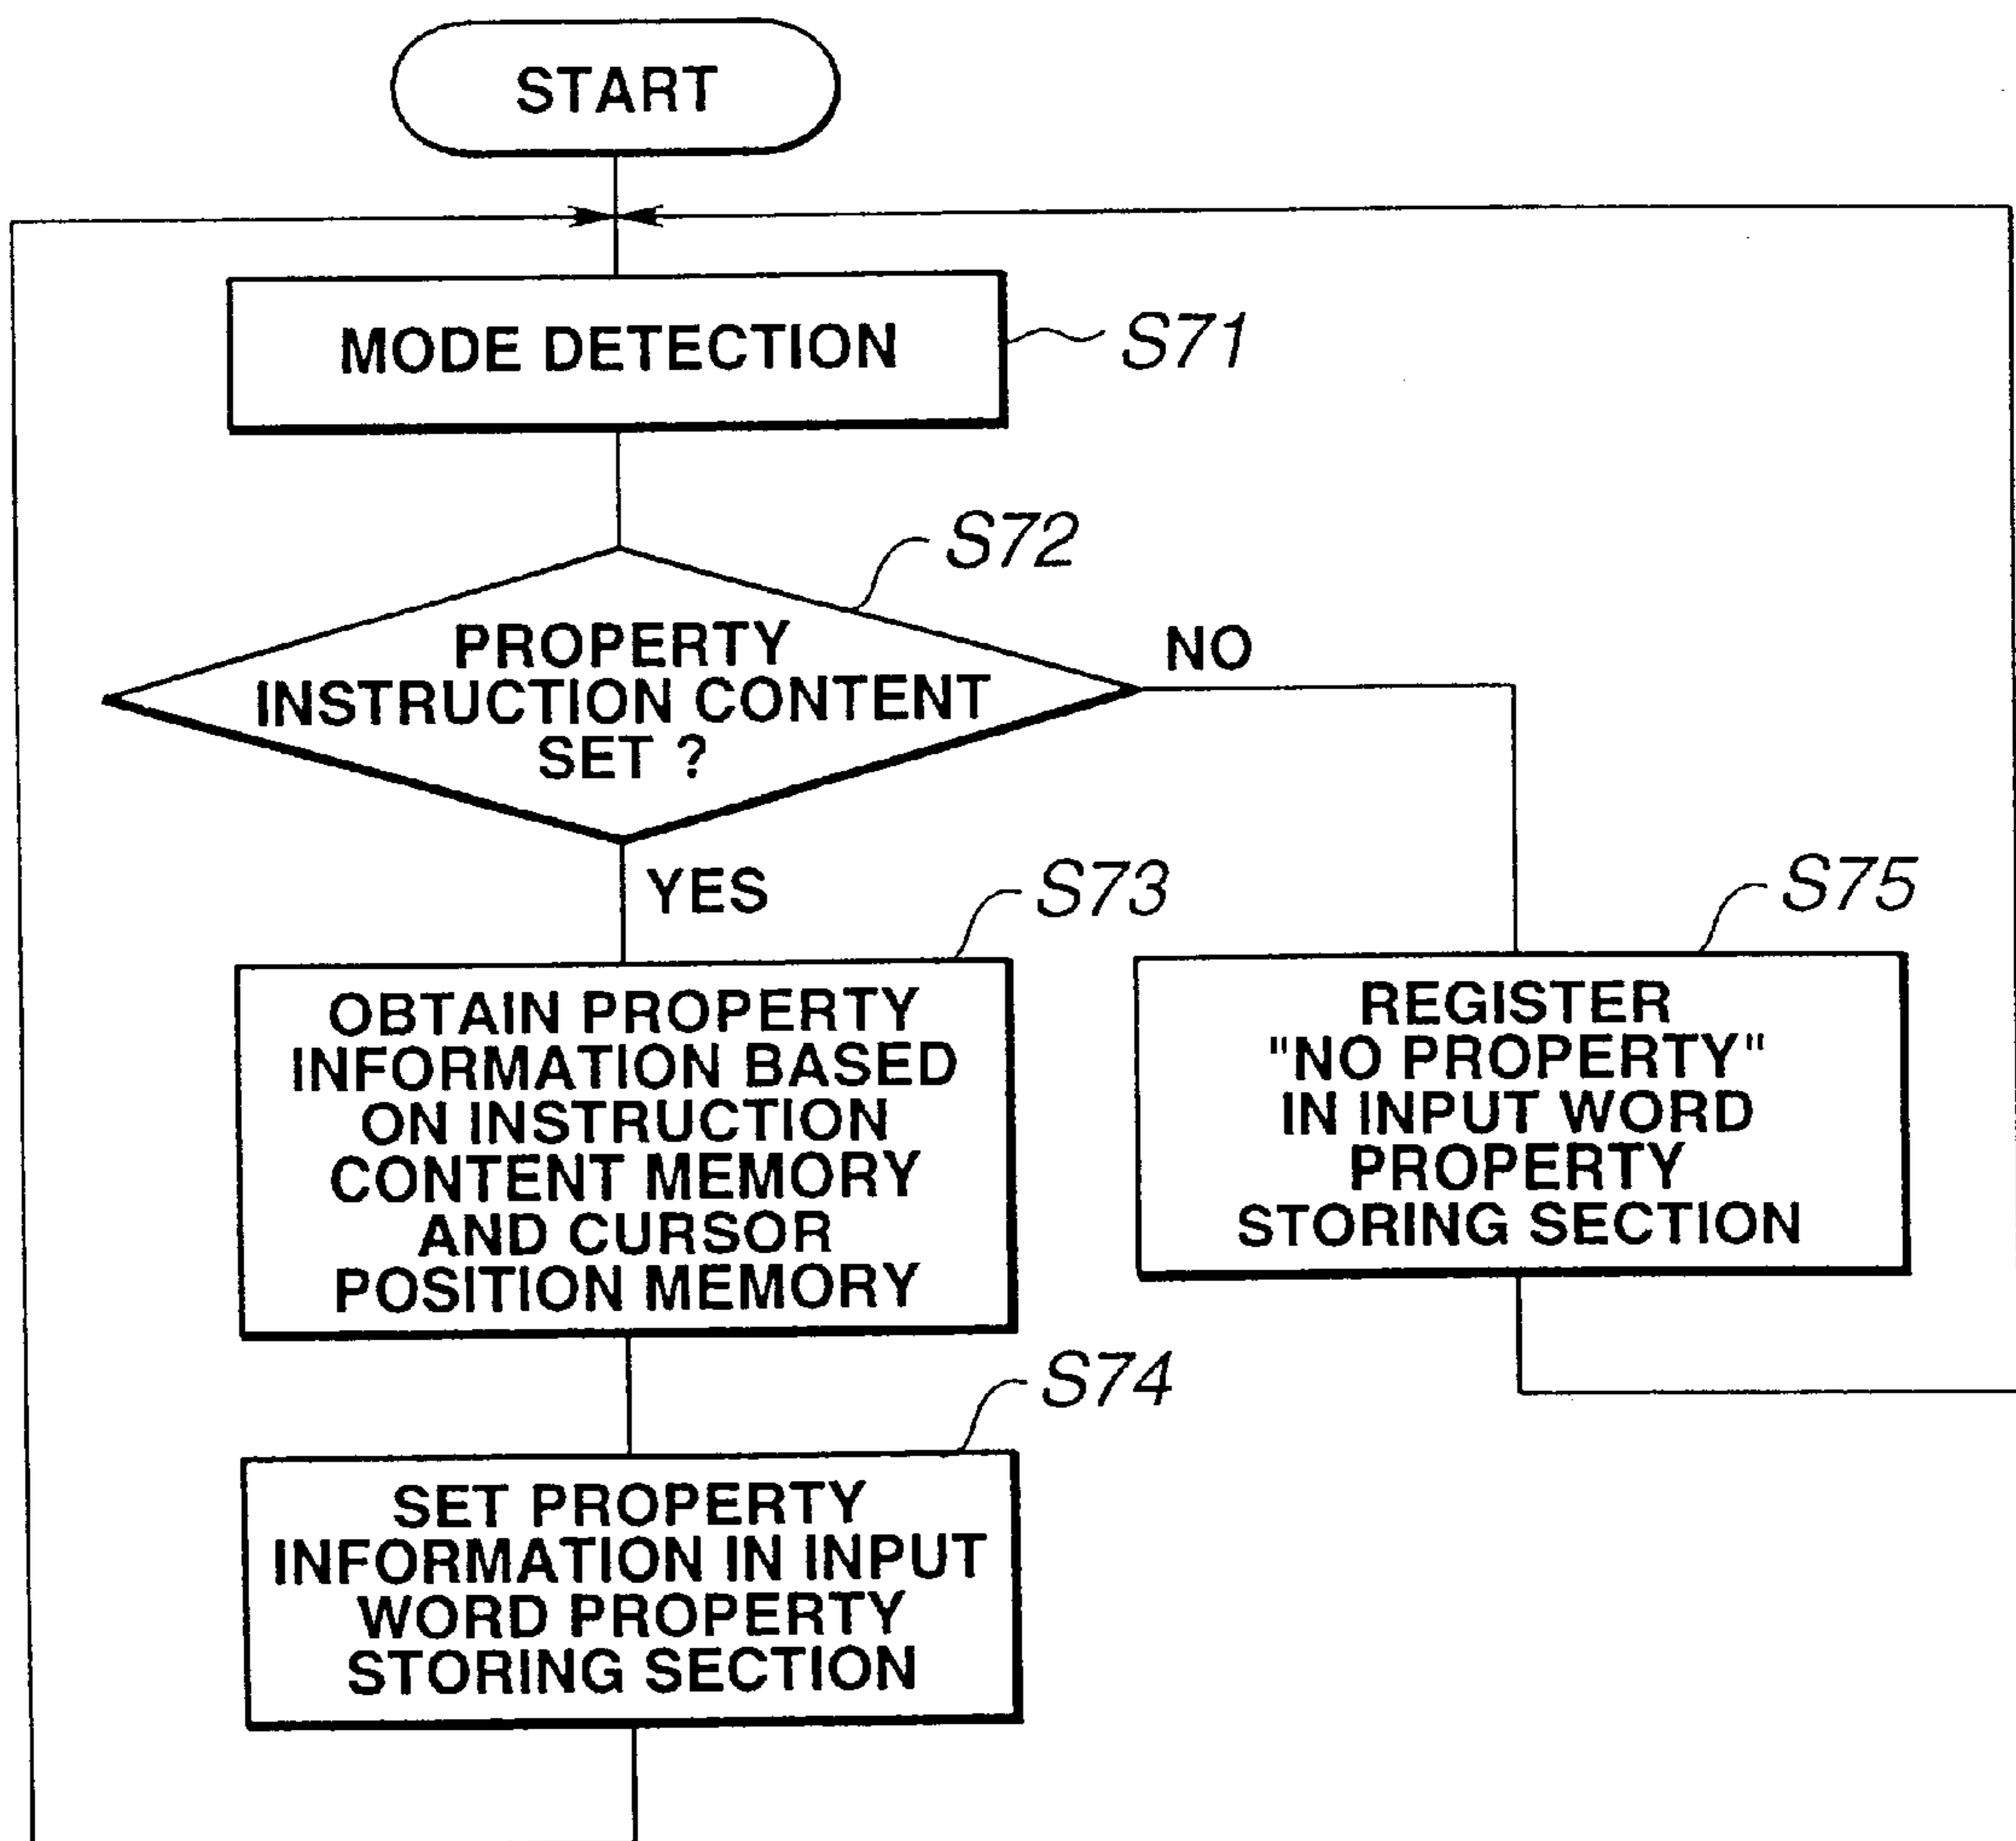 START
MODE DETECTION
S71
S72
PROPERTY
INSTRUCTION CONTENT
SET ?
NO
YES
S73
OBTAIN PROPERTY
INFORMATION BASED
ON INSTRUCTION
CONTENT MEMORY
AND CURSOR
POSITION MEMORY
S75
REGISTER
"NO PROPERTY"
IN INPUT WORD
PROPERTY
STORING SECTION
S74
SET PROPERTY
INFORMATION IN INPUT
WORD PROPERTY
STORING SECTION